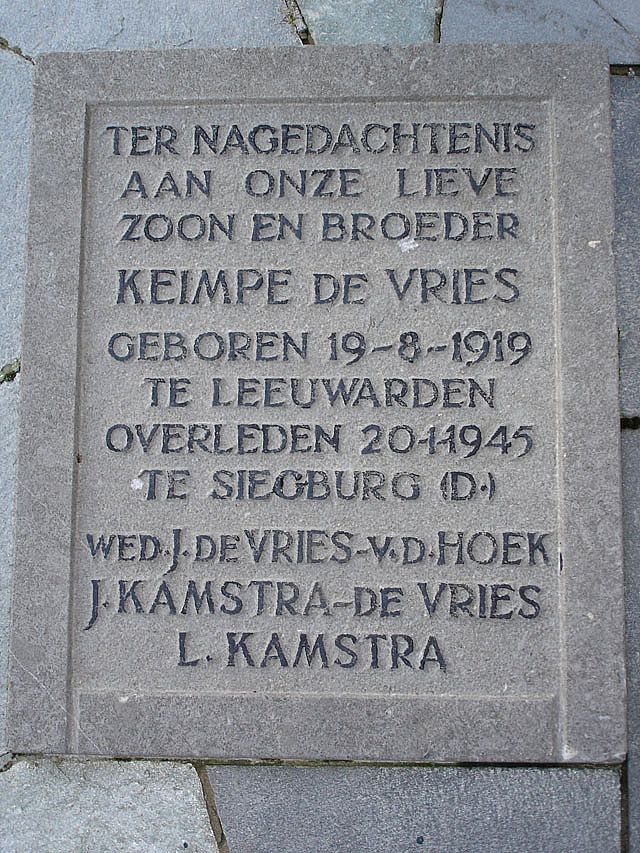 TER NAGEDACHTENIS
AAN ONZE LIEVE
ZOON EN BROEDER
KEIMPE DE VRIES
GEBOREN 19-8-1919
TE LEEUWARDEN
OVERLEDEN 20-1-1945
TE SIEGBURG (D.)
WED. J. DE VRIES-V.D. HOEK
J. KAMSTRA-DE VRIES
L. KAMSTRA